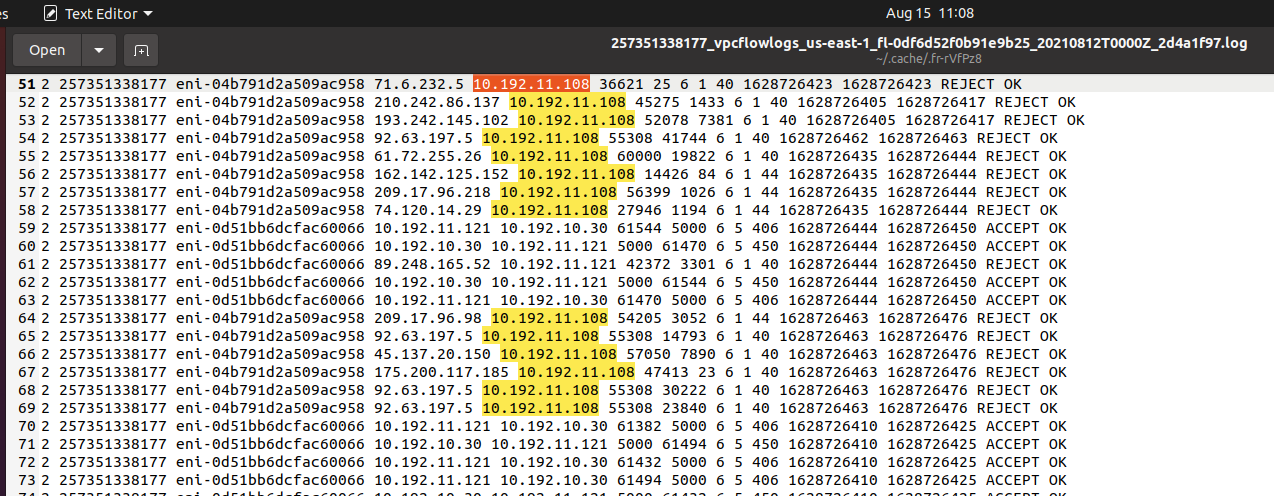 es Text Editor Aug 15 11:08
Open 257351338177_vpcflowlogs_us-east-1_fl-0df6d52f0b91e9b25_20210812T0000Z_2d4a1f97.log
~/.cache/.fr-rVfPz8
51 2 257351338177 eni-04b791d2a509ac958 71.6.232.5 10.192.11.108 36621 25 6 1 40 1628726423 1628726423 REJECT OK
52 2 257351338177 eni-04b791d2a509ac958 210.242.86.137 10.192.11.108 45275 1433 6 1 40 1628726405 1628726417 REJECT OK
53 2 257351338177 eni-04b791d2a509ac958 193.242.145.102 10.192.11.108 52078 7381 6 1 40 1628726405 1628726417 REJECT OK
54 2 257351338177 eni-04b791d2a509ac958 92.63.197.5 10.192.11.108 55308 41744 6 1 40 1628726462 1628726463 REJECT OK
55 2 257351338177 eni-04b791d2a509ac958 61.72.255.26 10.192.11.108 60000 19822 6 1 40 1628726435 1628726444 REJECT OK
56 2 257351338177 eni-04b791d2a509ac958 162.142.125.152 10.192.11.108 14426 84 6 1 44 1628726435 1628726444 REJECT OK
57 2 257351338177 eni-04b791d2a509ac958 209.17.96.218 10.192.11.108 56399 1026 6 1 44 1628726435 1628726444 REJECT OK
58 2 257351338177 eni-04b791d2a509ac958 74.120.14.29 10.192.11.108 27946 1194 6 1 44 1628726435 1628726444 REJECT OK
59 2 257351338177 eni-0d51bb6dcfac60066 10.192.11.121 10.192.10.30 61544 5000 6 5 406 1628726444 1628726450 ACCEPT OK
60 2 257351338177 eni-0d51bb6dcfac60066 10.192.10.30 10.192.11.121 5000 61470 6 5 450 1628726444 1628726450 ACCEPT OK
61 2 257351338177 eni-0d51bb6dcfac60066 89.248.165.52 10.192.11.121 42372 3301 6 1 40 1628726444 1628726450 REJECT OK
62 2 257351338177 eni-0d51bb6dcfac60066 10.192.10.30 10.192.11.121 5000 61544 6 5 450 1628726444 1628726450 ACCEPT OK
63 2 257351338177 eni-0d51bb6dcfac60066 10.192.11.121 10.192.10.30 61470 5000 6 5 406 1628726444 1628726450 ACCEPT OK
64 2 257351338177 eni-04b791d2a509ac958 209.17.96.98 10.192.11.108 54205 3052 6 1 44 1628726463 1628726476 REJECT OK
65 2 257351338177 eni-04b791d2a509ac958 92.63.197.5 10.192.11.108 55308 14793 6 1 40 1628726463 1628726476 REJECT OK
66 2 257351338177 eni-04b791d2a509ac958 45.137.20.150 10.192.11.108 57050 7890 6 1 40 1628726463 1628726476 REJECT OK
67 2 257351338177 eni-04b791d2a509ac958 175.200.117.185 10.192.11.108 47413 23 6 1 40 1628726463 1628726476 REJECT OK
68 2 257351338177 eni-04b791d2a509ac958 92.63.197.5 10.192.11.108 55308 30222 6 1 40 1628726463 1628726476 REJECT OK
69 2 257351338177 eni-04b791d2a509ac958 92.63.197.5 10.192.11.108 55308 23840 6 1 40 1628726463 1628726476 REJECT OK
70 2 257351338177 eni-0d51bb6dcfac60066 10.192.11.121 10.192.10.30 61382 5000 6 5 406 1628726410 1628726425 ACCEPT OK
71 2 257351338177 eni-0d51bb6dcfac60066 10.192.10.30 10.192.11.121 5000 61494 6 5 450 1628726410 1628726425 ACCEPT OK
72 2 257351338177 eni-0d51bb6dcfac60066 10.192.11.121 10.192.10.30 61432 5000 6 5 406 1628726410 1628726425 ACCEPT OK
73 2 257351338177 eni-0d51bb6dcfac60066 10.192.11.121 10.192.10.30 61494 5000 6 5 406 1628726410 1628726425 ACCEPT OK